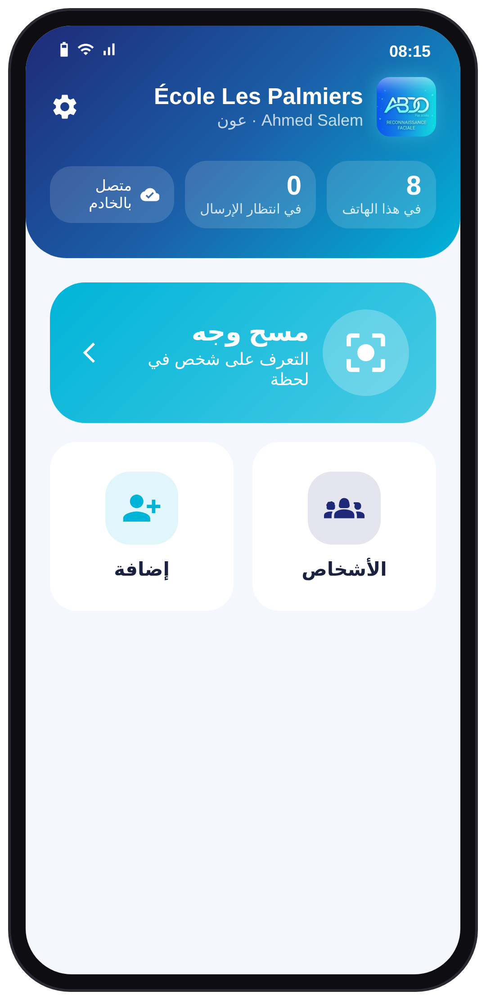 08:15
École Les Palmiers
Ahmed Salem · عون
ABDO
Par Abdo
RECONNAISSANCE
FACIALE
8
في هذا الهاتف
0
في انتظار الإرسال
متصل
بالخادم
مسح وجه
التعرف على شخص في
لحظة
الأشخاص
إضافة